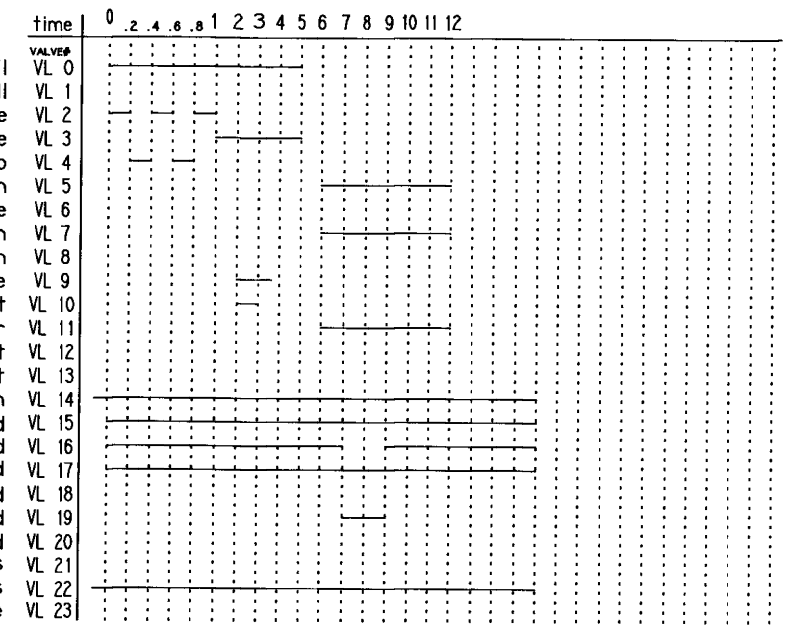 time 0 .2 .4 .6 .8 1 2 3 4 5 6 7 8 9 10 11 12
VALVE#
l VL 0
ll VL 1
e VL 2
e VL 3
o VL 4
n VL 5
e VL 6
n VL 7
n VL 8
e VL 9
t VL 10
r VL 11
t VL 12
t VL 13
n VL 14
d VL 15
d VL 16
d VL 17
d VL 18
d VL 19
d VL 20
s VL 21
s VL 22
e VL 23